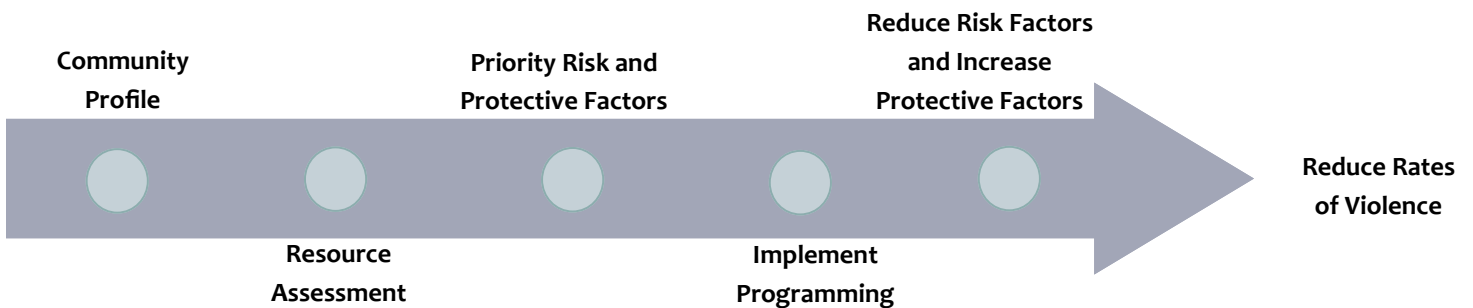 Community
Profile
Resource
Assessment
Priority Risk and
Protective Factors
Implement
Programming
Reduce Risk Factors
and Increase
Protective Factors
Reduce Rates
of Violence